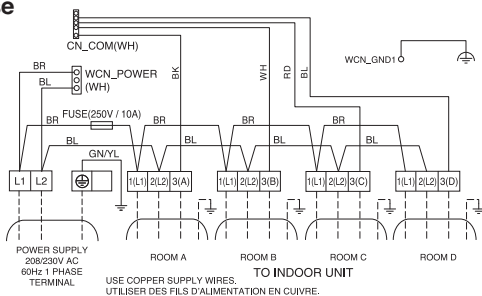 se
CN_COM(WH)
BR
BL
WCN_POWER
(WH)
BK
WH
RD
BL
WCN_GND1
FUSE(250V / 10A)
BR
BL
BR
BL
BR
BL
BR
BL
GN/YL
L1
L2
1(L1) 2(L2) 3(A)
1(L1) 2(L2) 3(B)
1(L1) 2(L2) 3(C)
1(L1) 2(L2) 3(D)
POWER SUPPLY
208/230V AC
60Hz 1 PHASE
TERMINAL
ROOM A
ROOM B
ROOM C
ROOM D
TO INDOOR UNIT
USE COPPER SUPPLY WIRES.
UTILISER DES FILS D'ALIMENTATION EN CUIVRE.